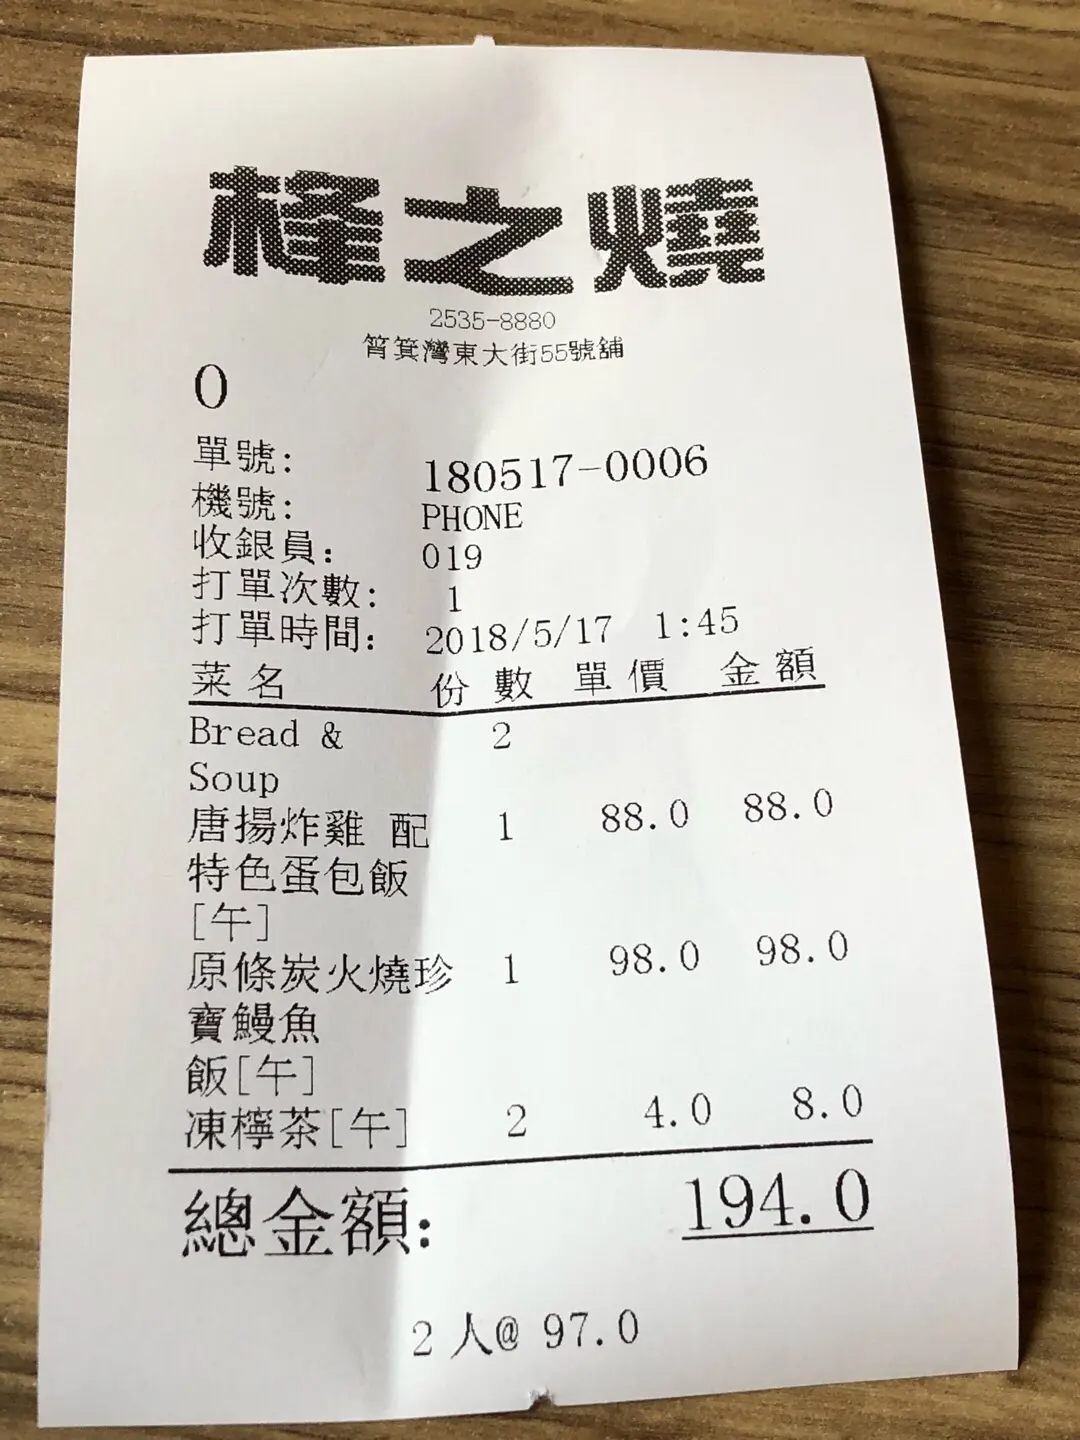 㷨之燒
2535-8880
筲箕灣東大街55號舖
0
單號: 180517-0006
機號: PHONE
收銀員: 019
打單次數: 1
打單時間: 2018/5/17 1:45
菜名 份數 單價 金額
Bread & 2
Soup
唐揚炸雞 配 1 88.0 88.0
特色蛋包飯
[午]
原條炭火燒珍 1 98.0 98.0
寶鰻魚
飯[午]
凍檸茶[午] 2 4.0 8.0
總金額: 194.0
2 人@ 97.0